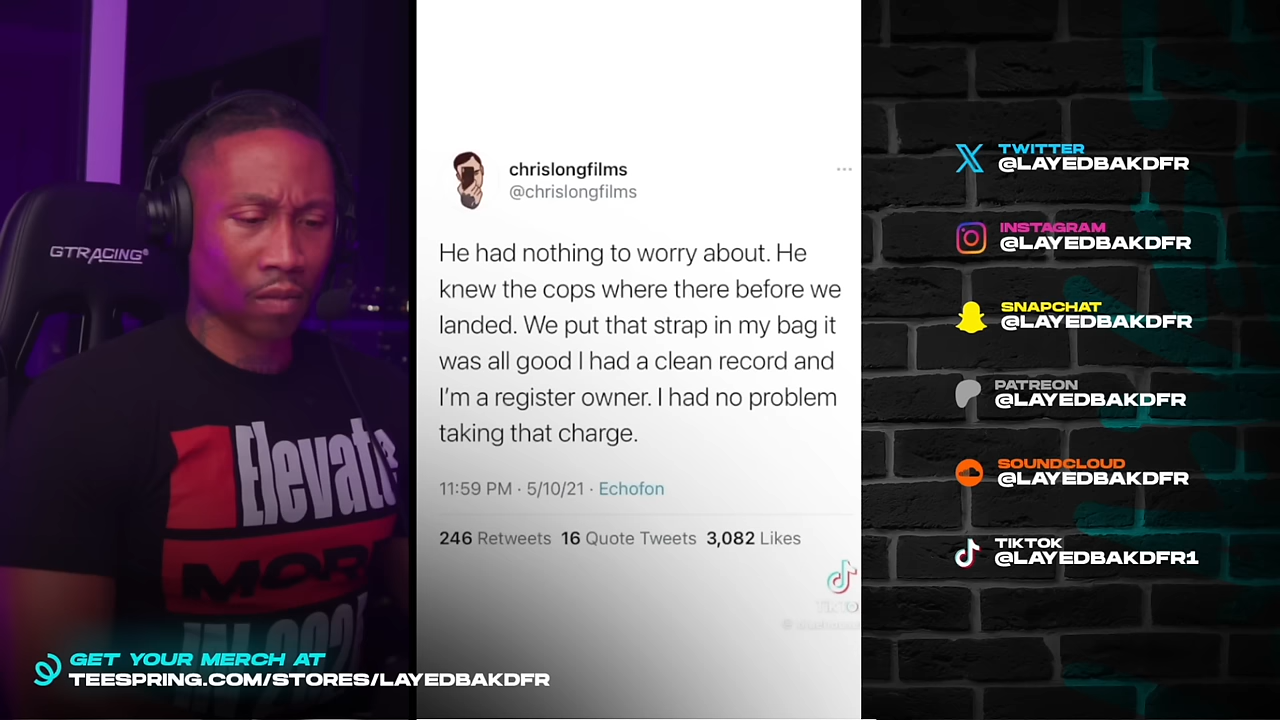 GTRACING
Elevate
MORE
chrislongfilms
@chrislongfilms
He had nothing to worry about. He
knew the cops where there before we
landed. We put that strap in my bag it
was all good I had a clean record and
I'm a register owner. I had no problem
taking that charge.
11:59 PM · 5/10/21 · Echofon
246 Retweets 16 Quote Tweets 3,082 Likes
TikTok
TWITTER
@LAYEDBAKDFR
INSTAGRAM
@LAYEDBAKDFR
SNAPCHAT
@LAYEDBAKDFR
PATREON
@LAYEDBAKDFR
SOUNDCLOUD
@LAYEDBAKDFR
TIKTOK
@LAYEDBAKDFR1
GET YOUR MERCH AT
TEESPRING.COM/STORES/LAYEDBAKDFR